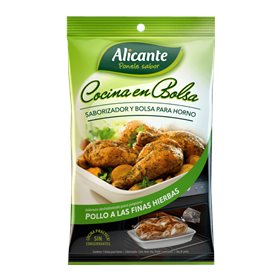 Alicante
Ponele sabor
Cocina en Bolsa
SABORIZADOR Y BOLSA PARA HORNO
POLLO A LAS FINAS HIERBAS
SIN
CONSERVANTES